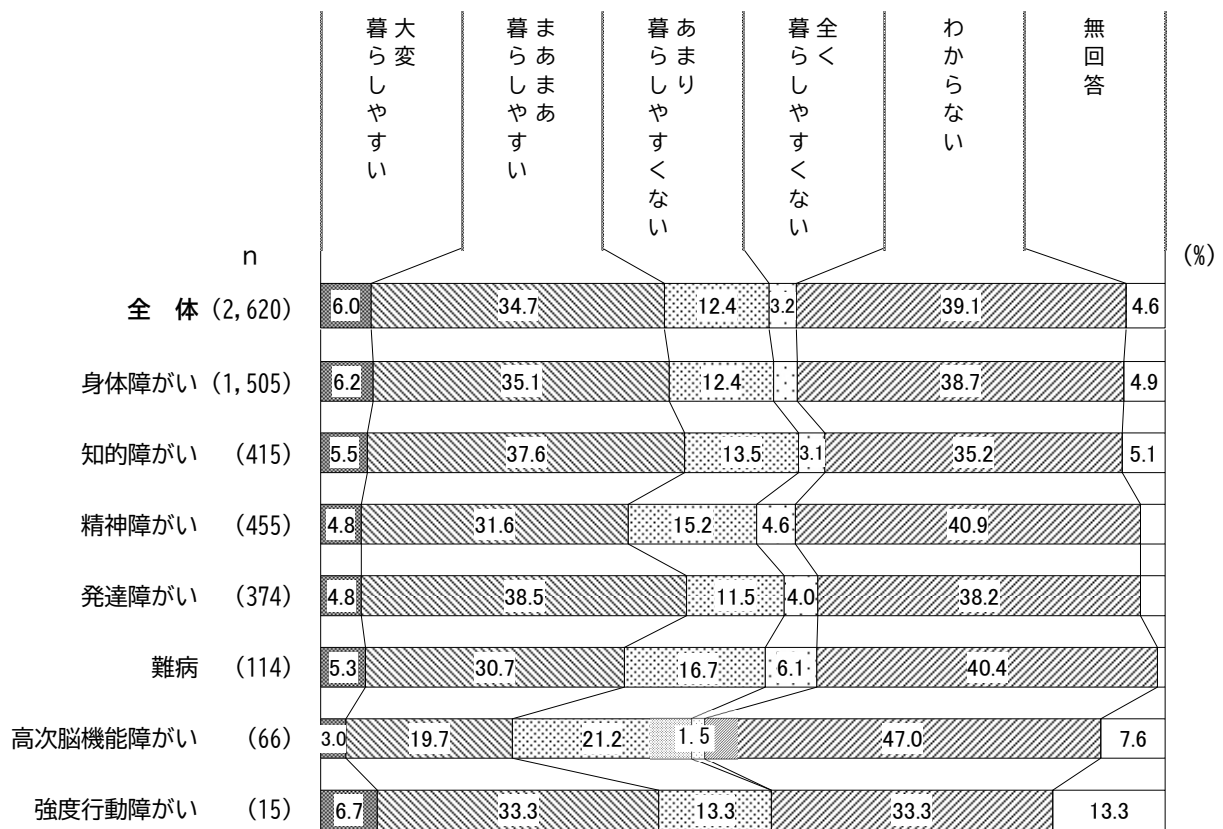 大変
暮らしやすい
まあまあ
暮らしやすい
あまり
暮らしやすくない
全く
暮らしやすくない
わからない
無回答
n
(%)
全　体 (2,620) 6.0 34.7 12.4 3.2 39.1 4.6
身体障がい (1,505) 6.2 35.1 12.4 38.7 4.9
知的障がい (415) 5.5 37.6 13.5 3.1 35.2 5.1
精神障がい (455) 4.8 31.6 15.2 4.6 40.9
発達障がい (374) 4.8 38.5 11.5 4.0 38.2
難病 (114) 5.3 30.7 16.7 6.1 40.4
高次脳機能障がい (66) 3.0 19.7 21.2 1.5 47.0 7.6
強度行動障がい (15) 6.7 33.3 13.3 33.3 13.3